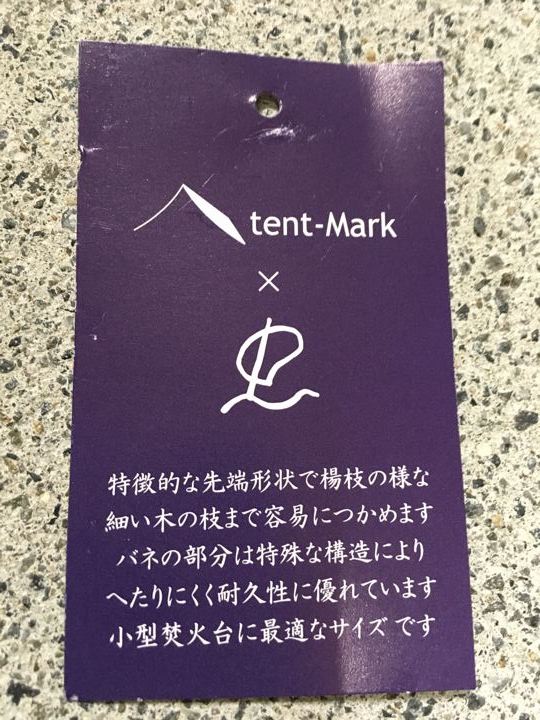 tent-Mark
×
特徴的な先端形状で楊枝の様な
細い木の枝まで容易につかめます
バネの部分は特殊な構造により
へたりにくく耐久性に優れています
小型焚火台に最適なサイズです